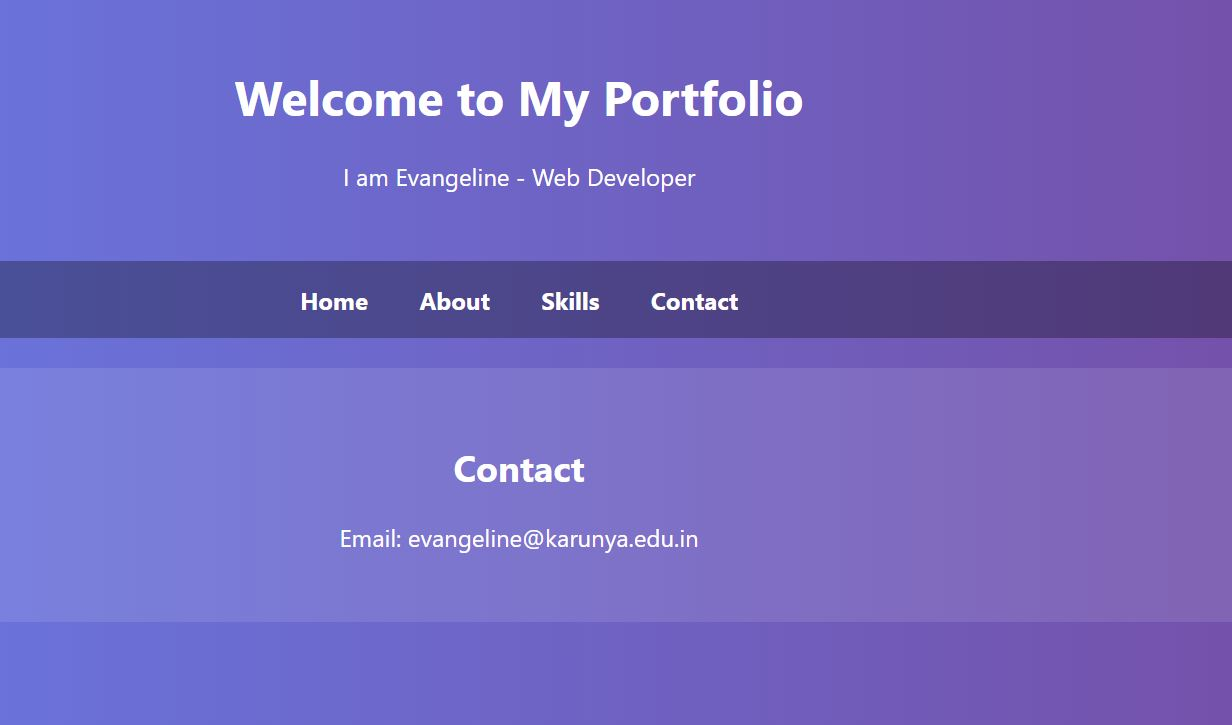 Welcome to My Portfolio
I am Evangeline - Web Developer
Home About Skills Contact
Contact
Email: evangeline@karunya.edu.in